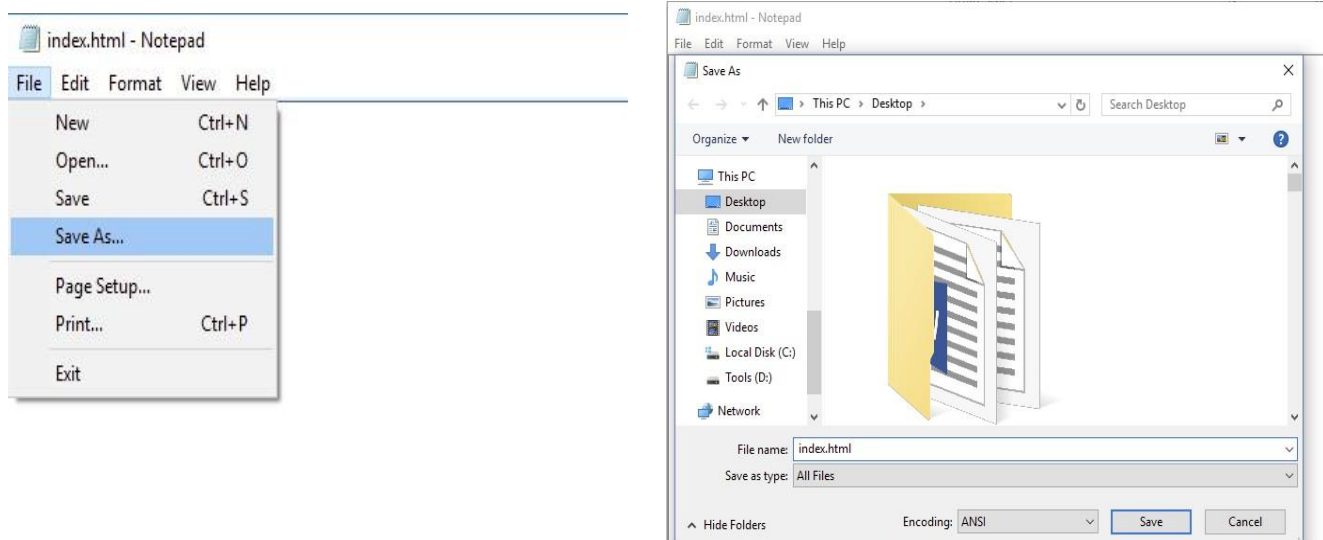 index.html - Notepad
File Edit Format View Help
New Ctrl+N
Open... Ctrl+O
Save Ctrl+S
Save As...
Page Setup...
Print... Ctrl+P
Exit
index.html - Notepad
File Edit Format View Help
Save As
This PC > Desktop >
Search Desktop
Organize
New folder
This PC
Desktop
Documents
Downloads
Music
Pictures
Videos
Local Disk (C:)
Tools (D:)
Network
File name: index.html
Save as type: All Files
Hide Folders
Encoding: ANSI
Save
Cancel